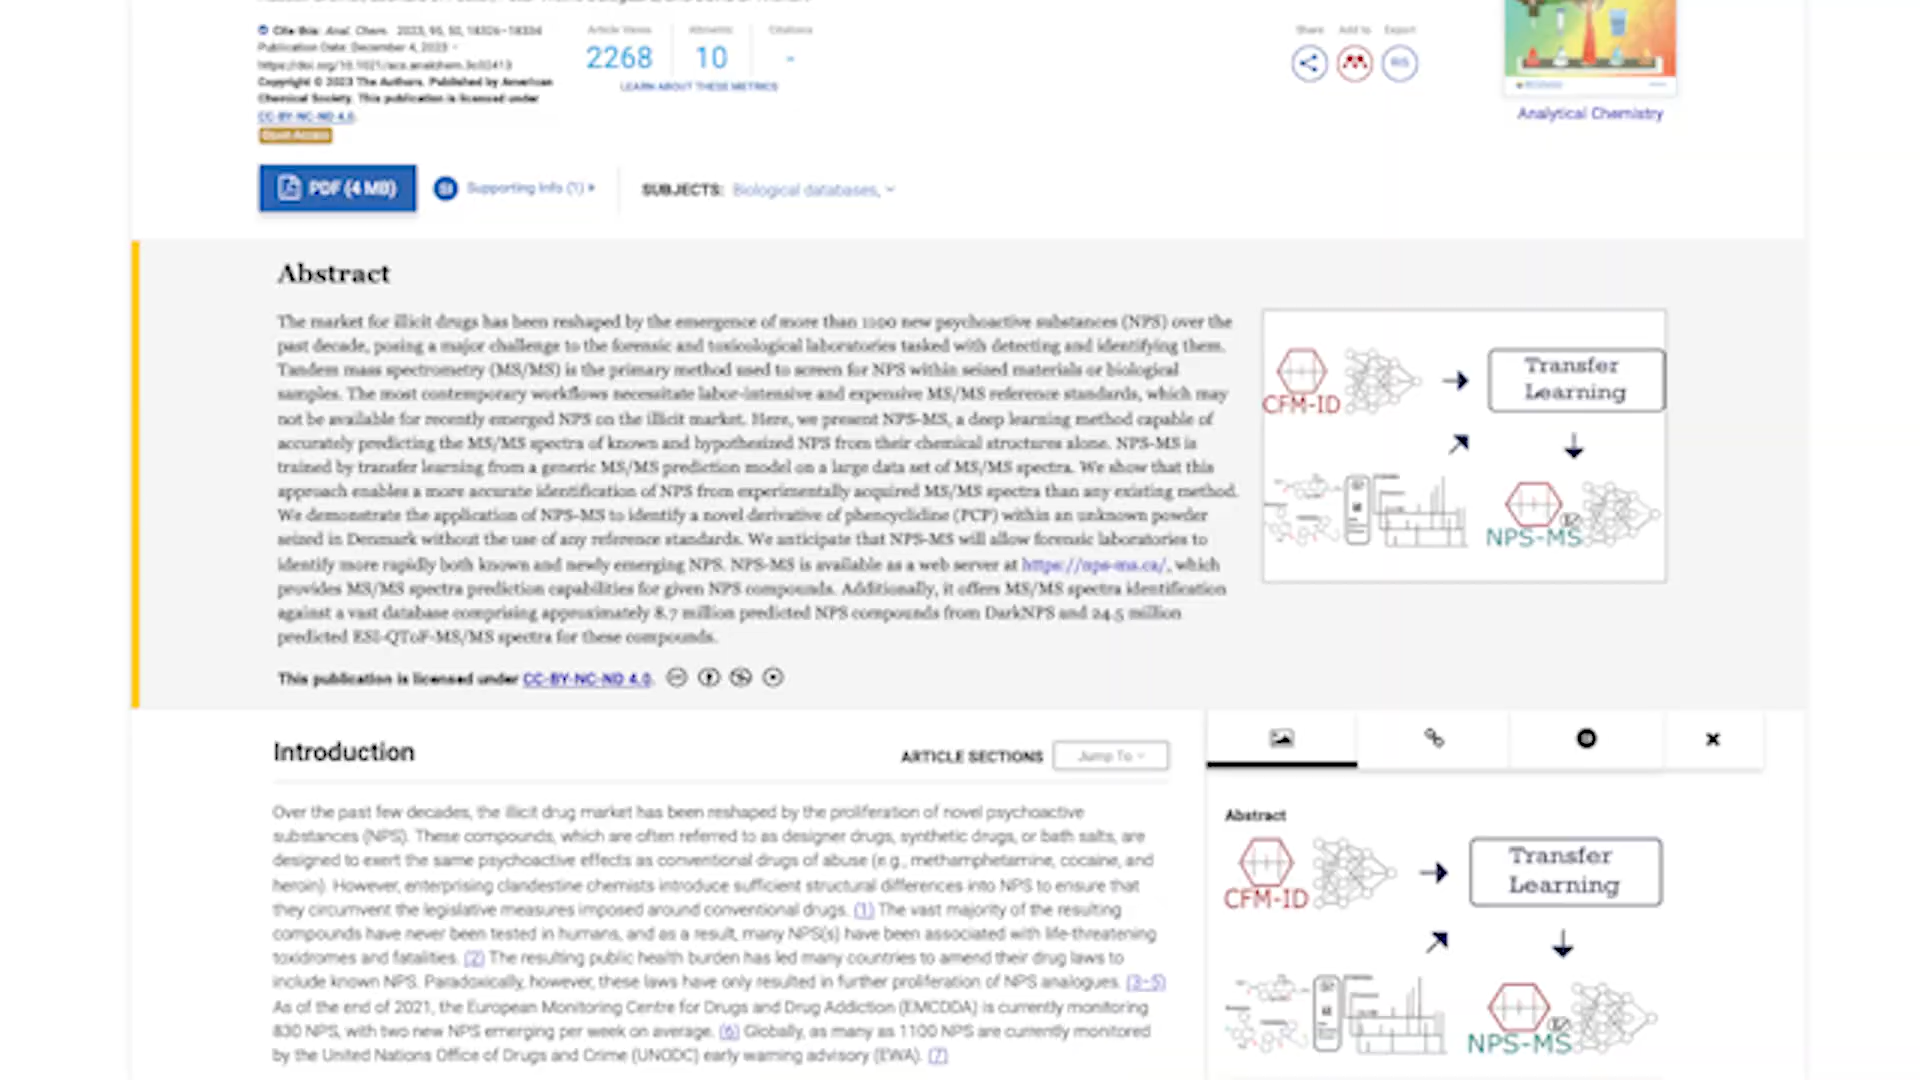 Cite this: Anal. Chem. 2023, 95, 50, 18326–18334
Publication Date: December 4, 2023
https://doi.org/10.1021/acs.analchem.3c02413
Copyright © 2023 The Authors. Published by American
Chemical Society. This publication is licensed under
CC-BY-NC-ND 4.0.
Open Access
Article Views
2268
Altmetric
10
Citations
-
LEARN ABOUT THESE METRICS
Share
Add to
Export
RIS
Analytical Chemistry
PDF (4 MB)
SI
Supporting Info (1)
SUBJECTS: Biological databases,
Abstract
The market for illicit drugs has been reshaped by the emergence of more than 1100 new psychoactive substances (NPS) over the
past decade, posing a major challenge to the forensic and toxicological laboratories tasked with detecting and identifying them.
Tandem mass spectrometry (MS/MS) is the primary method used to screen for NPS within seized materials or biological
samples. The most contemporary workflows necessitate labor-intensive and expensive MS/MS reference standards, which may
not be available for recently emerged NPS on the illicit market. Here, we present NPS-MS, a deep learning method capable of
accurately predicting the MS/MS spectra of known and hypothesized NPS from their chemical structures alone. NPS-MS is
trained by transfer learning from a generic MS/MS prediction model on a large data set of MS/MS spectra. We show that this
approach enables a more accurate identification of NPS from experimentally acquired MS/MS spectra than any existing method.
We demonstrate the application of NPS-MS to identify a novel derivative of phencyclidine (PCP) within an unknown powder
seized in Denmark without the use of any reference standards. We anticipate that NPS-MS will allow forensic laboratories to
identify more rapidly both known and newly emerging NPS. NPS-MS is available as a web server at https://nps-ms.ca/, which
provides MS/MS spectra prediction capabilities for given NPS compounds. Additionally, it offers MS/MS spectra identification
against a vast database comprising approximately 8.7 million predicted NPS compounds from DarkNPS and 24.5 million
predicted ESI-QToF-MS/MS spectra for these compounds.
CFM-ID
Transfer
Learning
NPS-MS
This publication is licensed under CC-BY-NC-ND 4.0.
Introduction
ARTICLE SECTIONS
Jump To
Over the past few decades, the illicit drug market has been reshaped by the proliferation of novel psychoactive
substances (NPS). These compounds, which are often referred to as designer drugs, synthetic drugs, or bath salts, are
designed to exert the same psychoactive effects as conventional drugs of abuse (e.g., methamphetamine, cocaine, and
heroin). However, enterprising clandestine chemists introduce sufficient structural differences into NPS to ensure that
they circumvent the legislative measures imposed around conventional drugs. (1) The vast majority of the resulting
compounds have never been tested in humans, and as a result, many NPS(s) have been associated with life-threatening
toxidromes and fatalities. (2) The resulting public health burden has led many countries to amend their drug laws to
include known NPS. Paradoxically, however, these laws have only resulted in further proliferation of NPS analogues. (3−5)
As of the end of 2021, the European Monitoring Centre for Drugs and Drug Addiction (EMCDDA) is currently monitoring
830 NPS, with two new NPS emerging per week on average. (6) Globally, as many as 1100 NPS are currently monitored
by the United Nations Office of Drugs and Crime (UNODC) early warning advisory (EWA). (7)
Abstract
CFM-ID
Transfer
Learning
NPS-MS